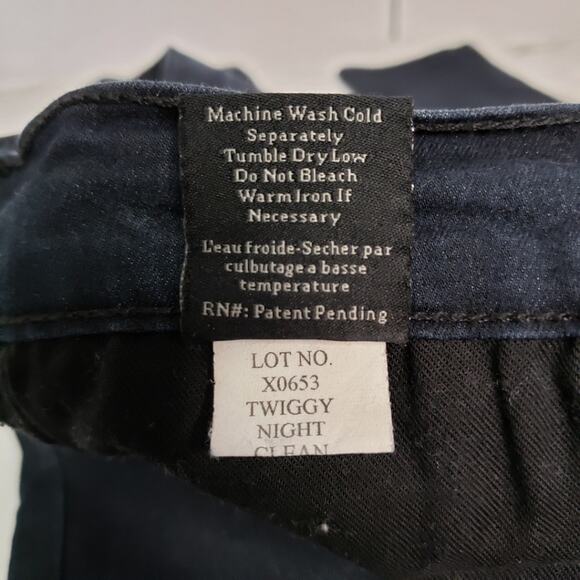 Machine Wash Cold
Separately
Tumble Dry Low
Do Not Bleach
Warm Iron If
Necessary
L'eau froide-Secher par
culbutage a basse
temperature
RN#: Patent Pending
LOT NO.
X0653
TWIGGY
NIGHT
CLEAN